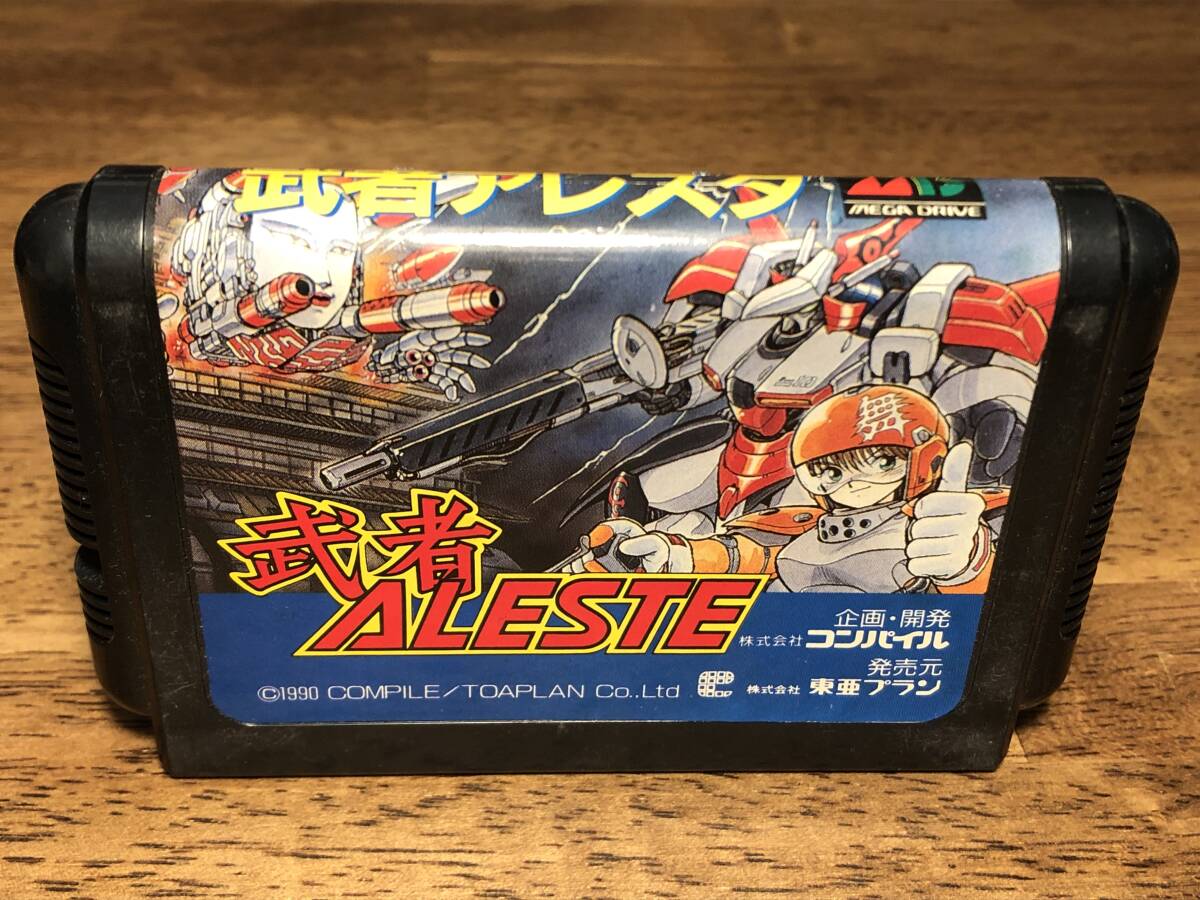 武者アレスタ
MEGA DRIVE
武者
ALESTE
企画・開発
株式会社 コンパイル
発売元
株式会社 東亜プラン
©1990 COMPILE/TOAPLAN Co.,Ltd